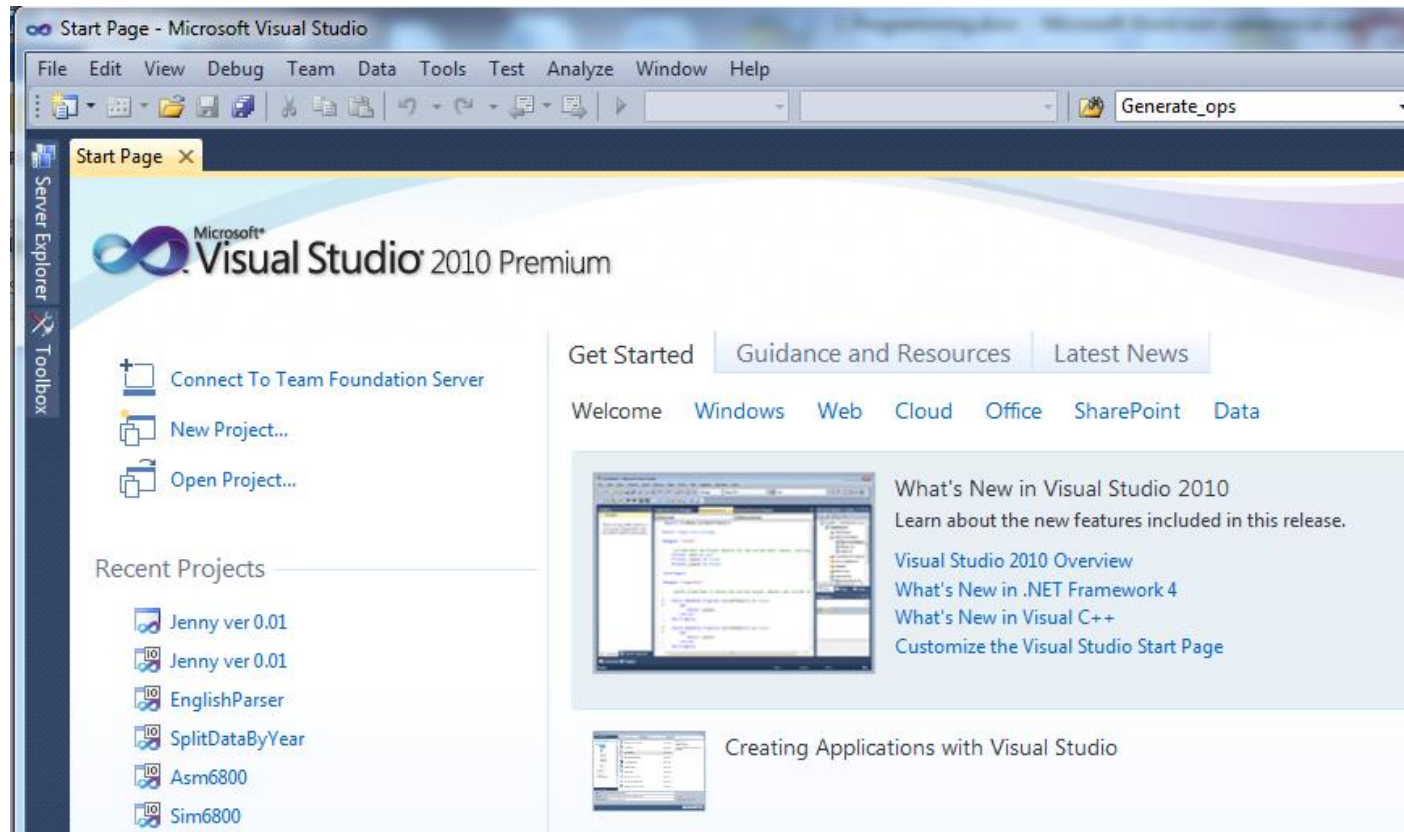 Start Page - Microsoft Visual Studio
File Edit View Debug Team Data Tools Test Analyze Window Help
Generate_ops
Server Explorer
Toolbox
Start Page
Microsoft®
Visual Studio® 2010 Premium
Connect To Team Foundation Server
New Project...
Open Project...
Recent Projects
Jenny ver 0.01
Jenny ver 0.01
EnglishParser
SplitDataByYear
Asm6800
Sim6800
Get Started Guidance and Resources Latest News
Welcome Windows Web Cloud Office SharePoint Data
What's New in Visual Studio 2010
Learn about the new features included in this release.
Visual Studio 2010 Overview
What's New in .NET Framework 4
What's New in Visual C++
Customize the Visual Studio Start Page
Creating Applications with Visual Studio